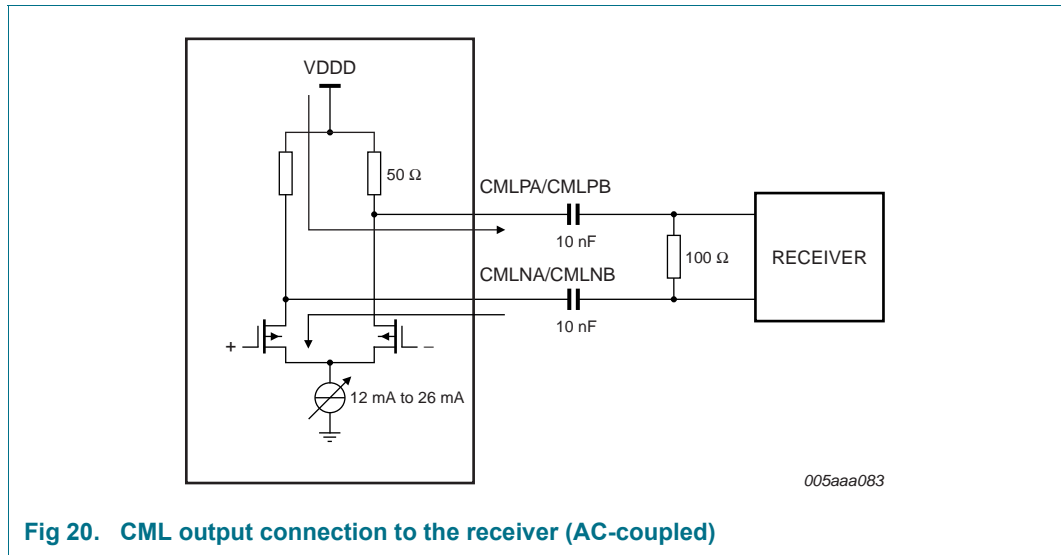 VDDD
50 Ω
CMLPA/CMLPB
10 nF
100 Ω
RECEIVER
CMLNA/CMLNB
10 nF
+
–
12 mA to 26 mA
005aaa083
Fig 20. CML output connection to the receiver (AC-coupled)